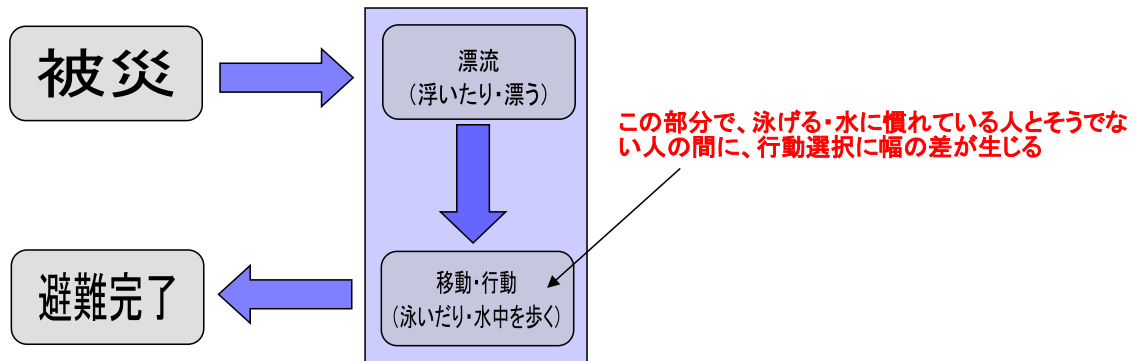 被災
漂流
（浮いたり・漂う）
この部分で、泳げる・水に慣れている人とそうでな
い人の間に、行動選択に幅の差が生じる
移動・行動
（泳いだり・水中を歩く）
避難完了